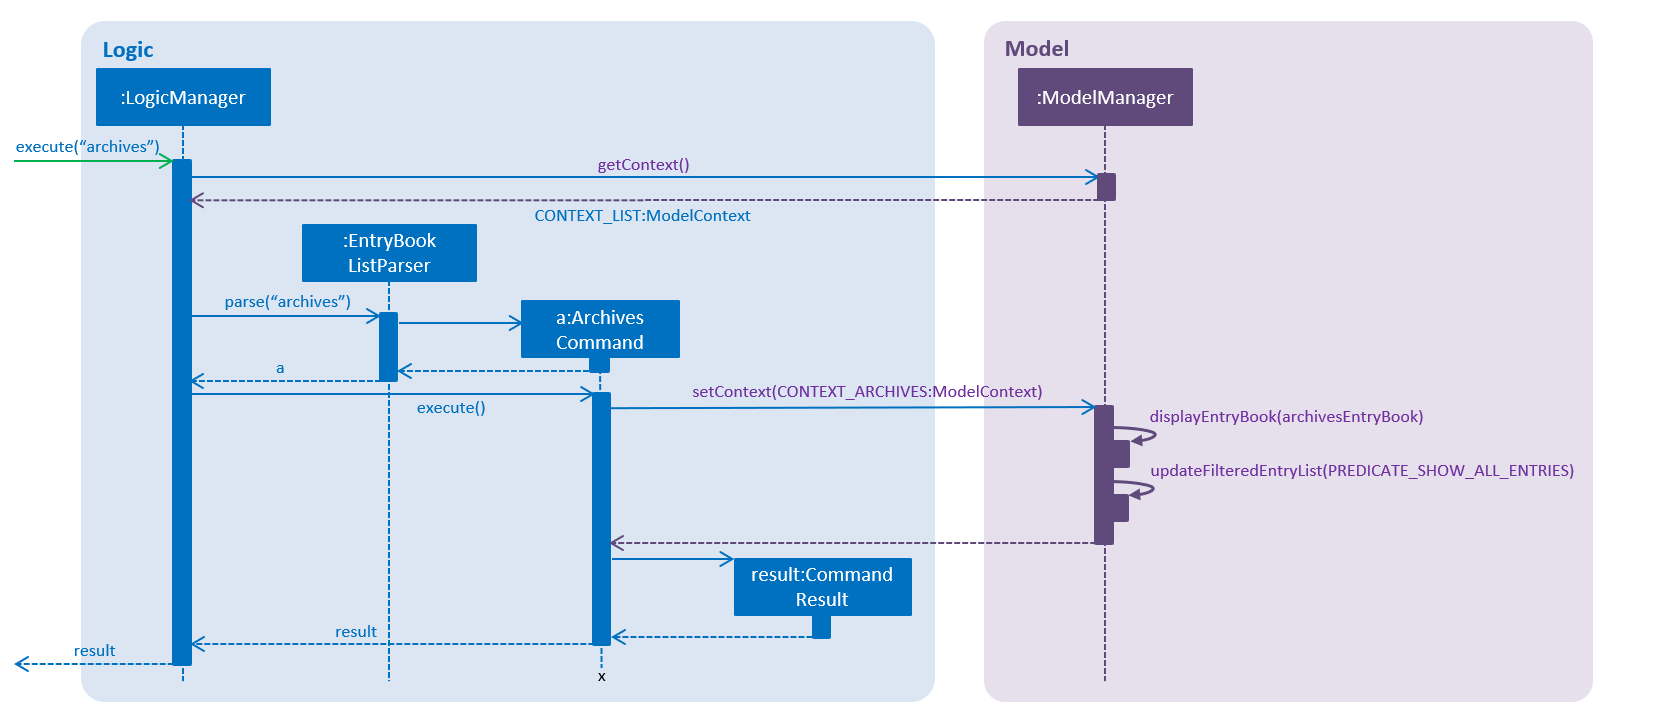 Logic
Model
:LogicManager
:ModelManager
execute(“archives”)
getContext()
CONTEXT_LIST:ModelContext
:EntryBook
ListParser
parse(“archives”)
a:Archives
Command
a
execute()
setContext(CONTEXT_ARCHIVES:ModelContext)
displayEntryBook(archivesEntryBook)
updateFilteredEntryList(PREDICATE_SHOW_ALL_ENTRIES)
result:Command
Result
result
result
x